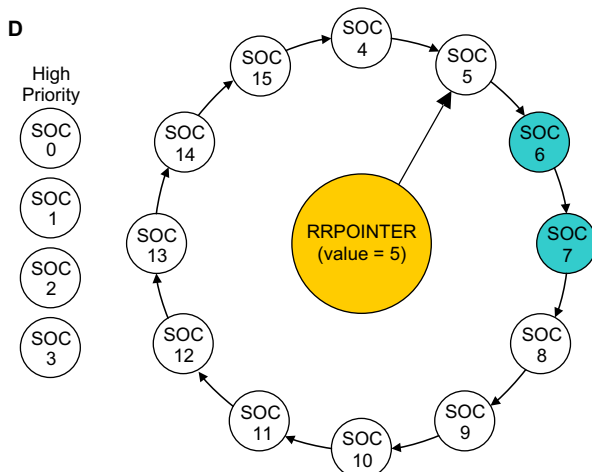 D
High
Priority
SOC
0
SOC
1
SOC
2
SOC
3
SOC
4
SOC
5
SOC
6
SOC
7
SOC
8
SOC
9
SOC
10
SOC
11
SOC
12
SOC
13
SOC
14
SOC
15
RRPOINTER
(value = 5)